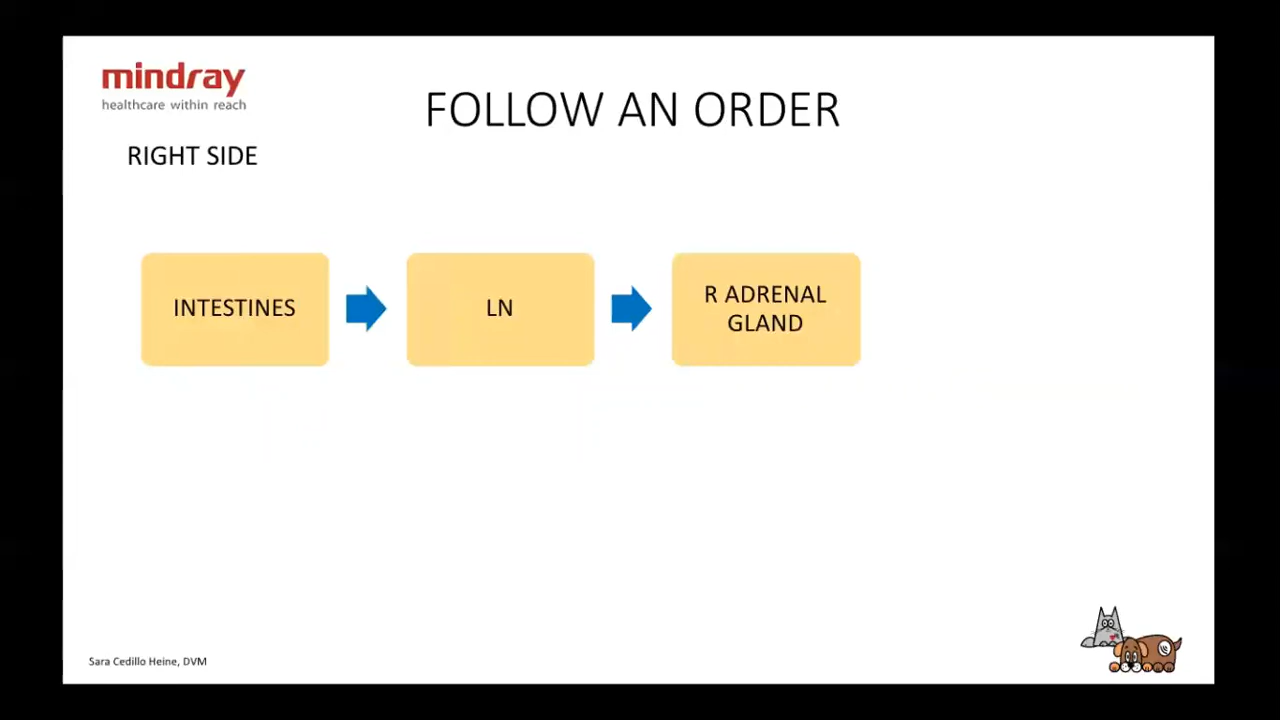 mindray
healthcare within reach
FOLLOW AN ORDER
RIGHT SIDE
INTESTINES
LN
R ADRENAL
GLAND
Sara Cedillo Heine, DVM